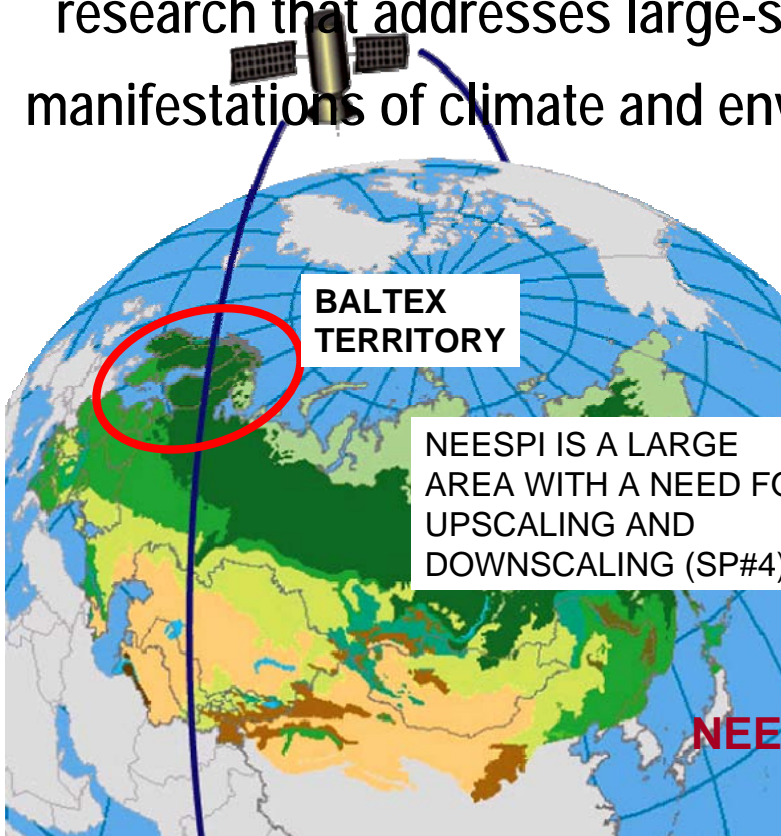 research that addresses large-s
manifestations of climate and env
BALTEX
TERRITORY
NEESPI IS A LARGE
AREA WITH A NEED FO
UPSCALING AND
DOWNSCALING (SP#4)
NEE